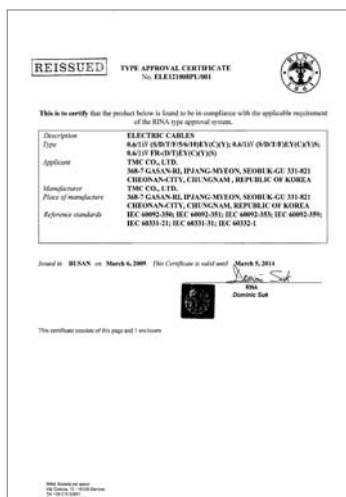 REISSUED
TYPE APPROVAL CERTIFICATE
No. ELE121008PU/001
RINA
1861
This is to certify that the product below is found to be in compliance with the applicable requirement
of the RINA type approval system.
Description ELECTRIC CABLES
Type
Applicant TMC CO., LTD.
368-7 GASAN-RI, IPJANG-MYEON, SEOBUK-GU 331-821
CHEONAN-CITY, CHUNGNAM, REPUBLIC OF KOREA
Manufacturer TMC CO., LTD.
Place of manufacture 368-7 GASAN-RI, IPJANG-MYEON, SEOBUK-GU 331-821
CHEONAN-CITY, CHUNGNAM, REPUBLIC OF KOREA
Reference standards IEC 60092-350; IEC 60092-351; IEC 60092-353; IEC 60092-359;
IEC 60331-21; IEC 60331-31; IEC 60332-1
Issued in BUSAN on March 6, 2009. This Certificate is valid until March 5, 2014
Dominic Suk
RINA
Dominic Suk
This certificate consists of this page and 1 enclosure